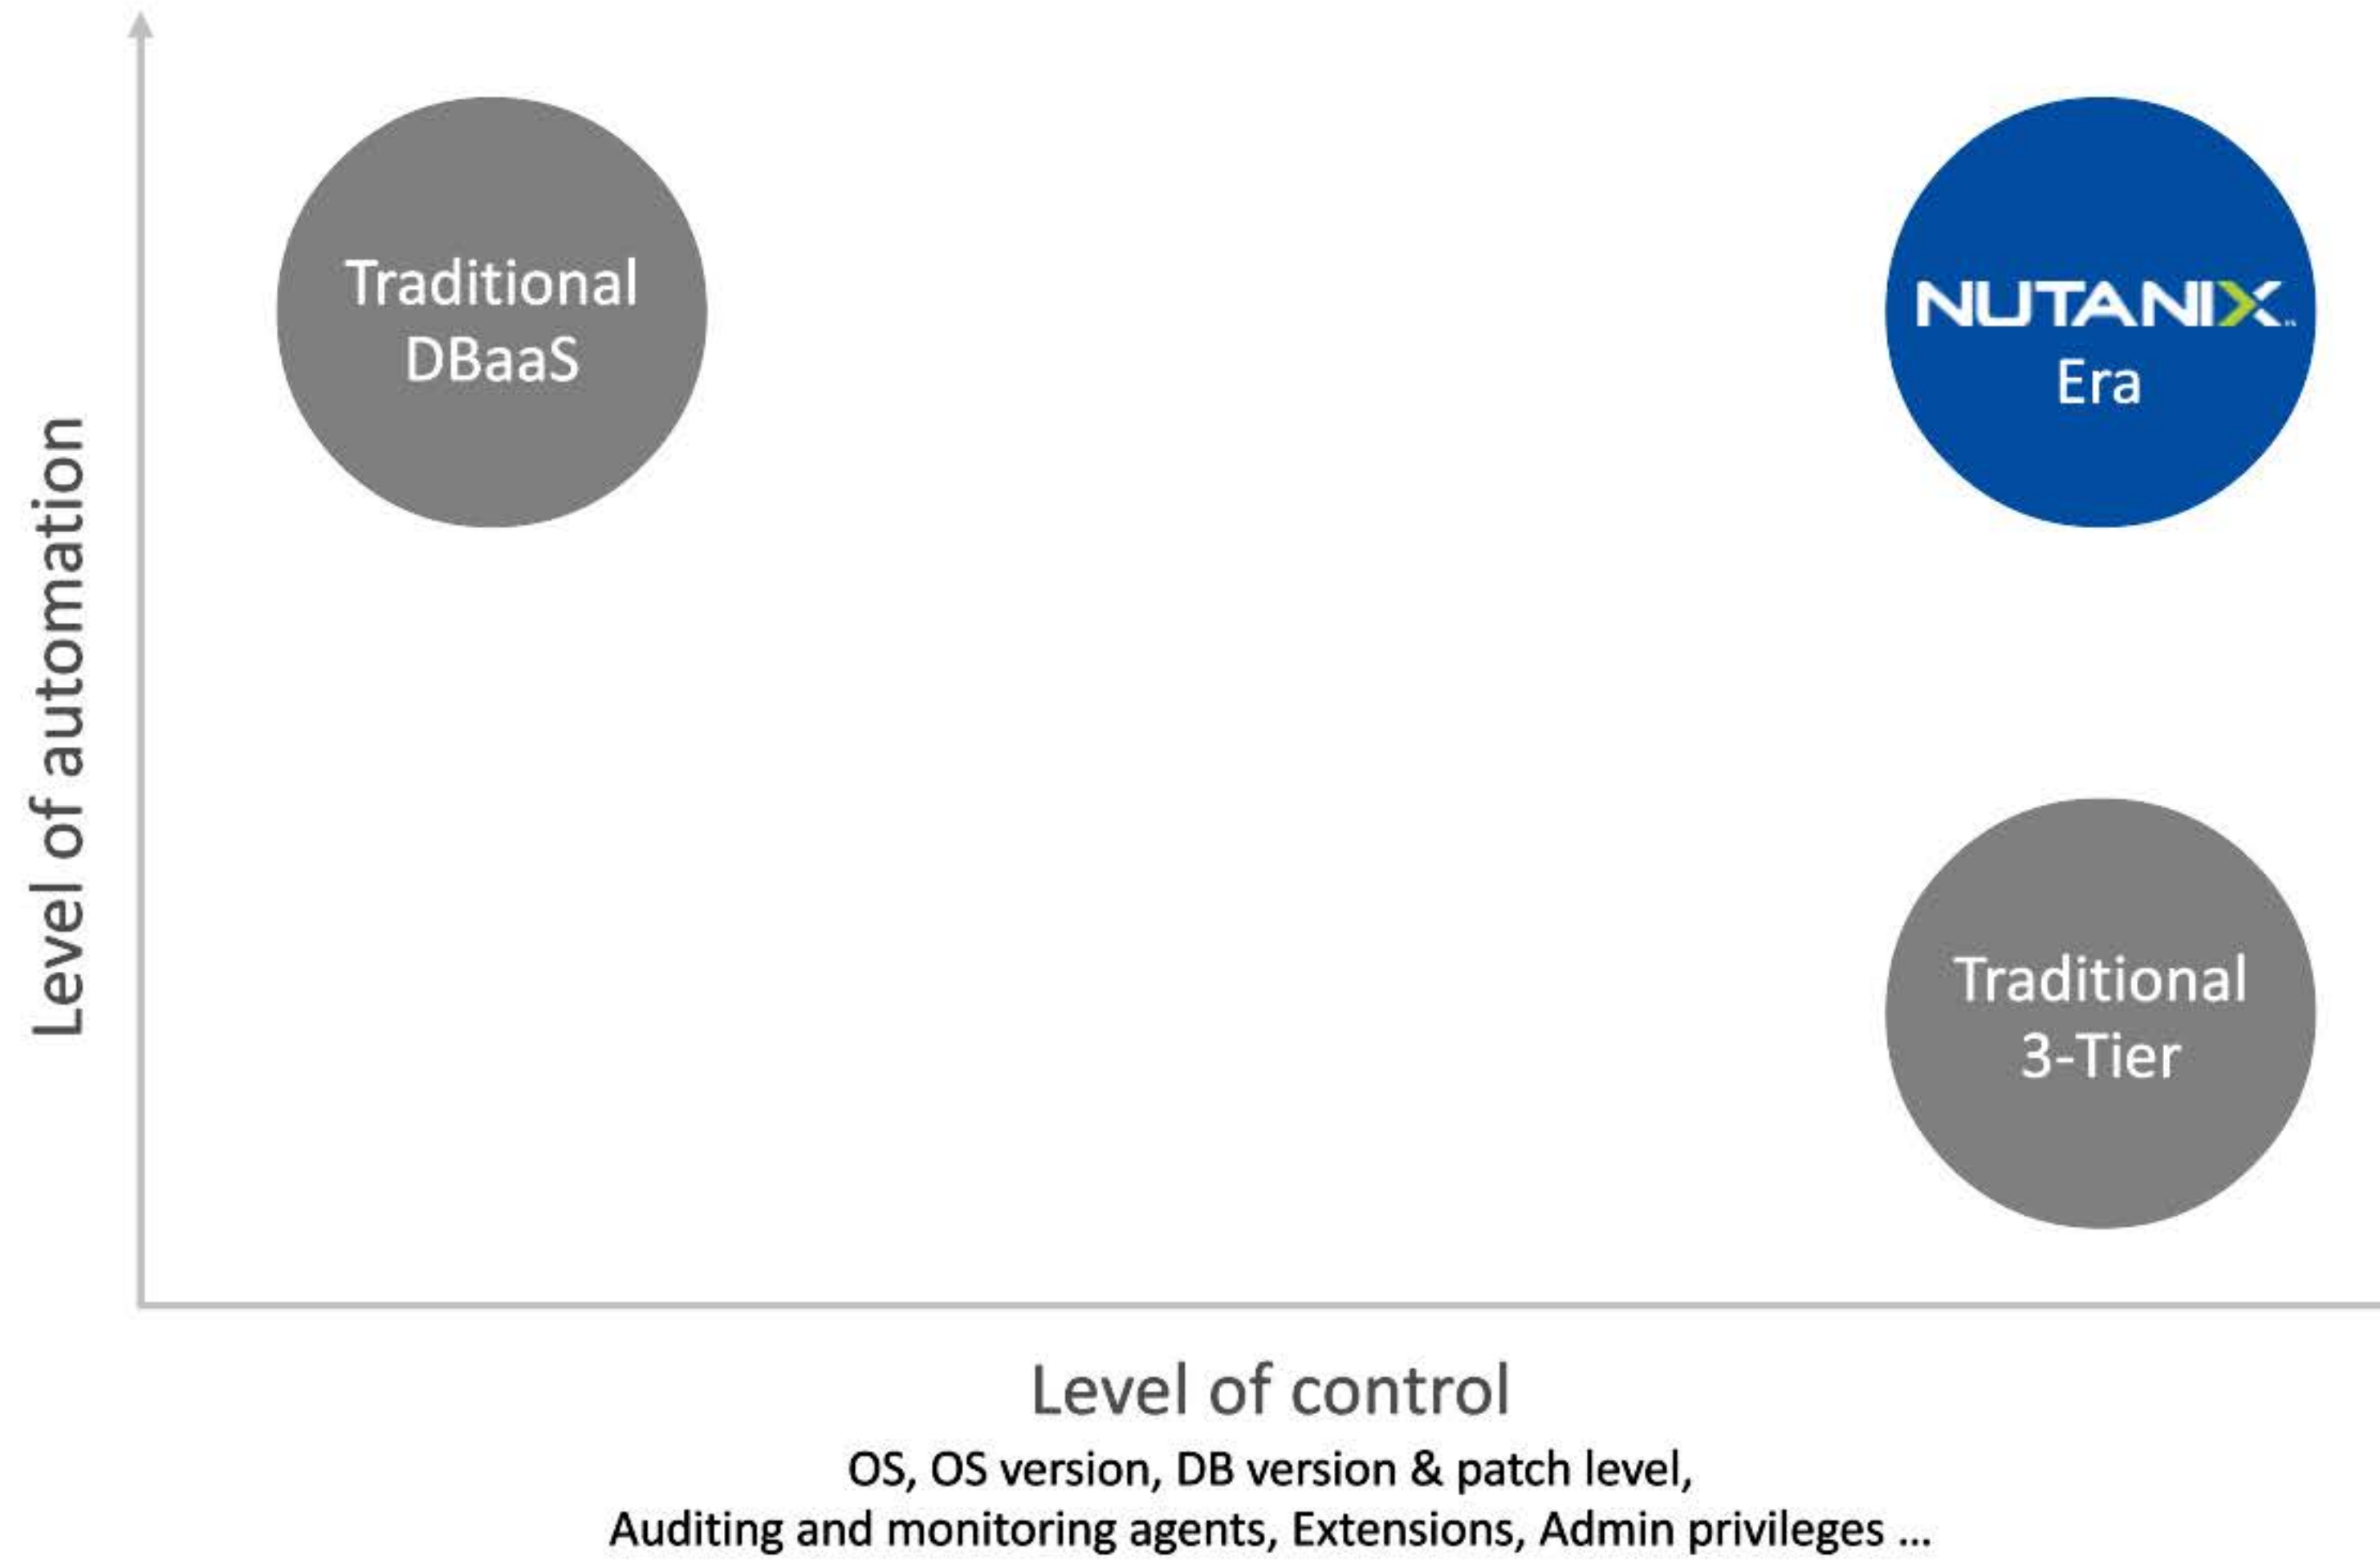 Level of automation
Traditional
DBaaS
NUTANIX
Era
Traditional
3-Tier
Level of control
OS, OS version, DB version & patch level,
Auditing and monitoring agents, Extensions, Admin privileges ...